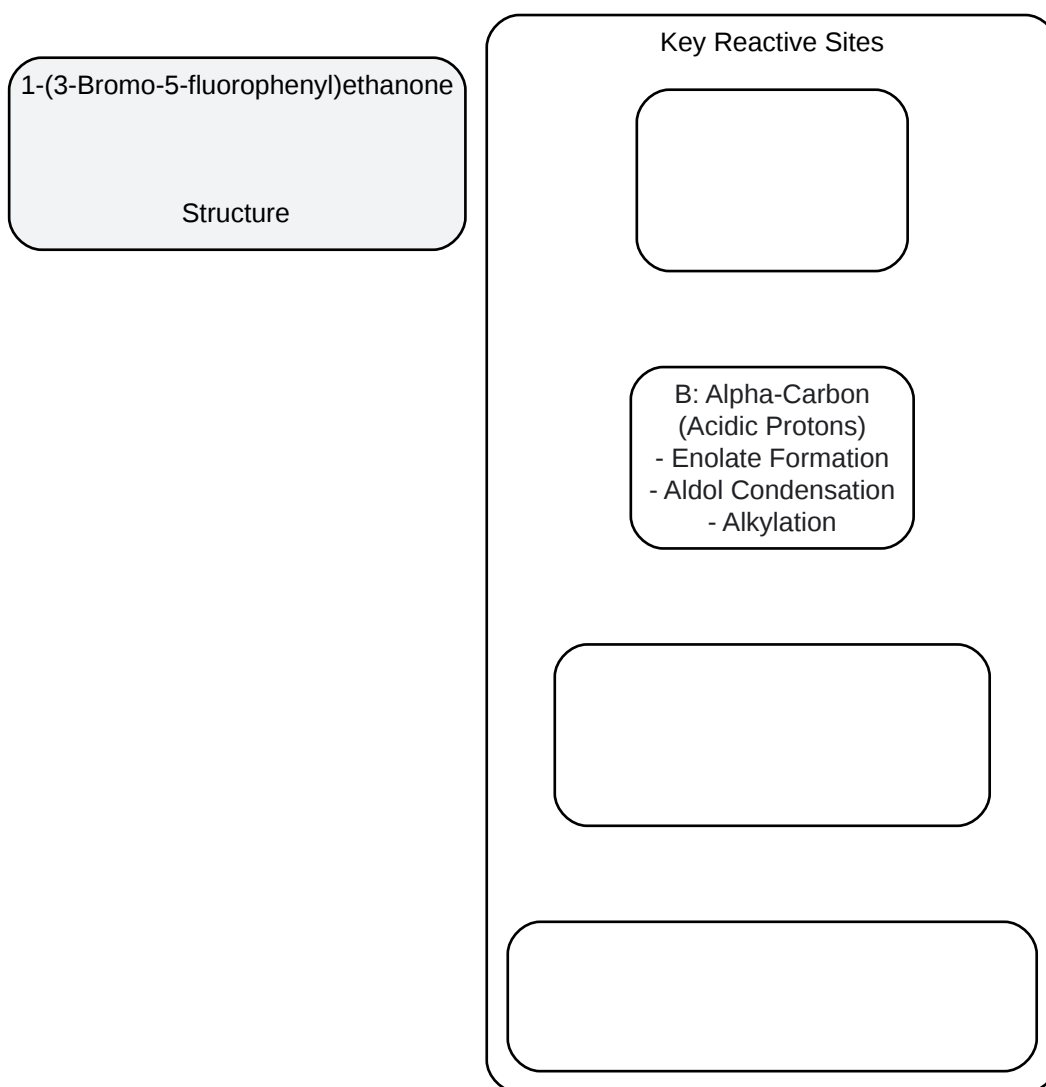 Key Reactive Sites
1-(3-Bromo-5-fluorophenyl)ethanone
Structure
B: Alpha-Carbon
(Acidic Protons)
- Enolate Formation
- Aldol Condensation
- Alkylation